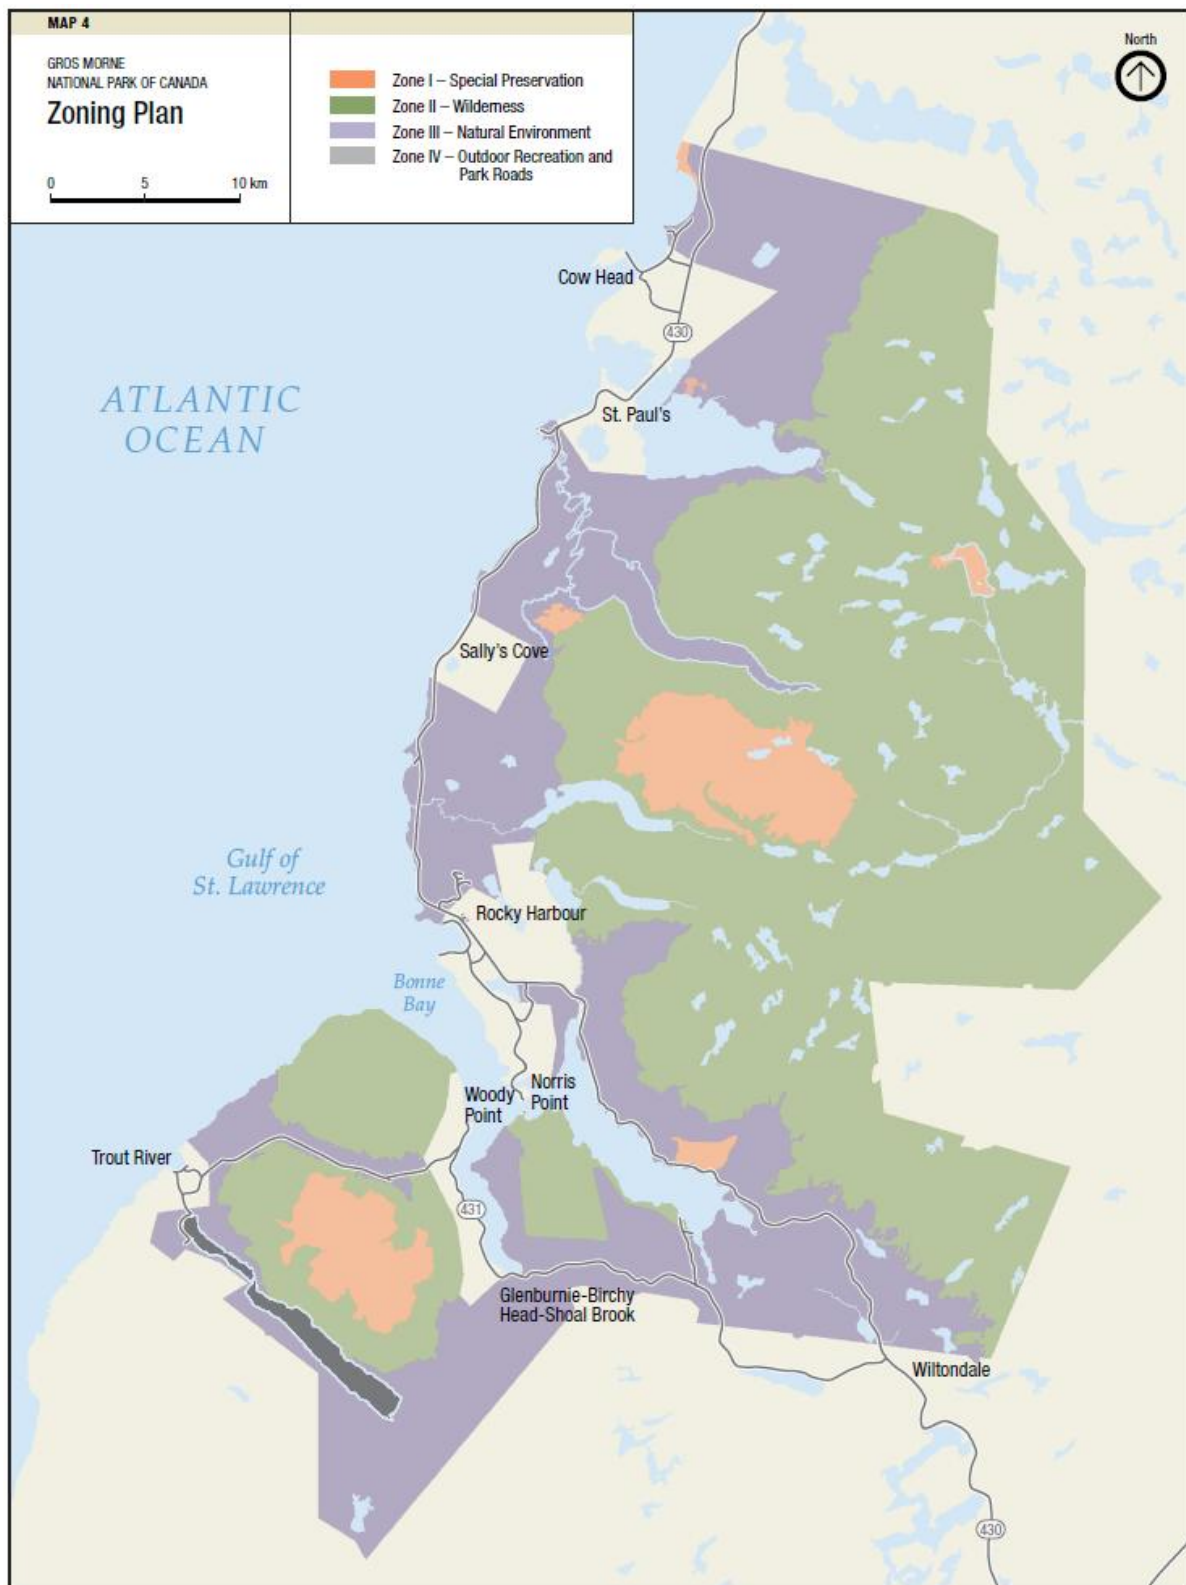 MAP 4
GROS MORNE
NATIONAL PARK OF CANADA
Zoning Plan
0 5 10 km
Zone I – Special Preservation
Zone II – Wilderness
Zone III – Natural Environment
Zone IV – Outdoor Recreation and
Park Roads
North
Cow Head
430
ATLANTIC
OCEAN
St. Paul's
Sally's Cove
Gulf of
St. Lawrence
Rocky Harbour
Bonne
Bay
Woody
Point
Norris
Point
Trout River
431
Glenburnie-Birchy
Head-Shoal Brook
Wiltondale
430